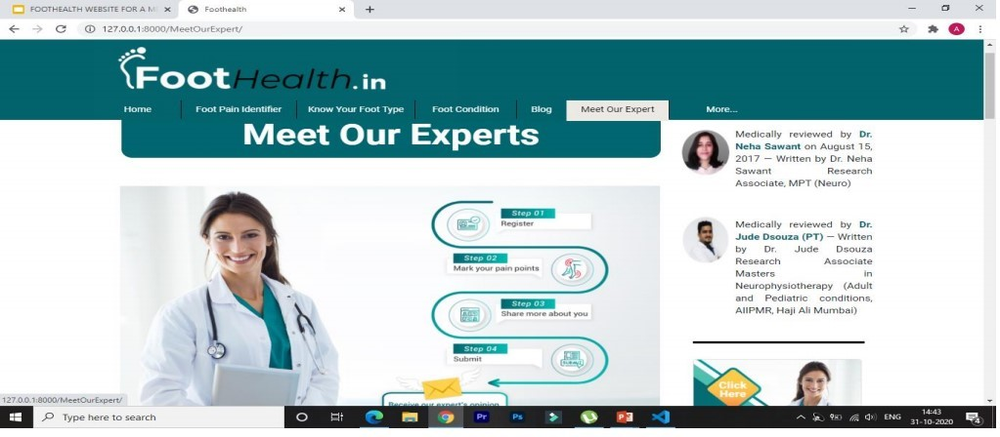 FOOTHEALTH WEBSITE FOR A M
Foothealth
127.0.0.1:8000/MeetOurExpert/
A
FootHealth.in
Home
Foot Pain Identifier
Know Your Foot Type
Foot Condition
Blog
Meet Our Expert
More...
Meet Our Experts
Step 01
Register
Step 02
Mark your pain points
Step 03
Share more about you
Step 04
Submit
SUBMIT
Receive our expert's opinion
Medically reviewed by Dr.
Neha Sawant on August 15,
2017 — Written by Dr. Neha
Sawant Research
Associate, MPT (Neuro)
Medically reviewed by Dr.
Jude Dsouza (PT) — Written
by Dr. Jude Dsouza
Research Associate
Masters in
Neurophysiotherapy (Adult
and Pediatric conditions,
AIIPMR, Haji Ali Mumbai)
Click
Here
127.0.0.1:8000/MeetOurExpert/
Type here to search
Pr
Ps
ENG
14:43
31-10-2020
4